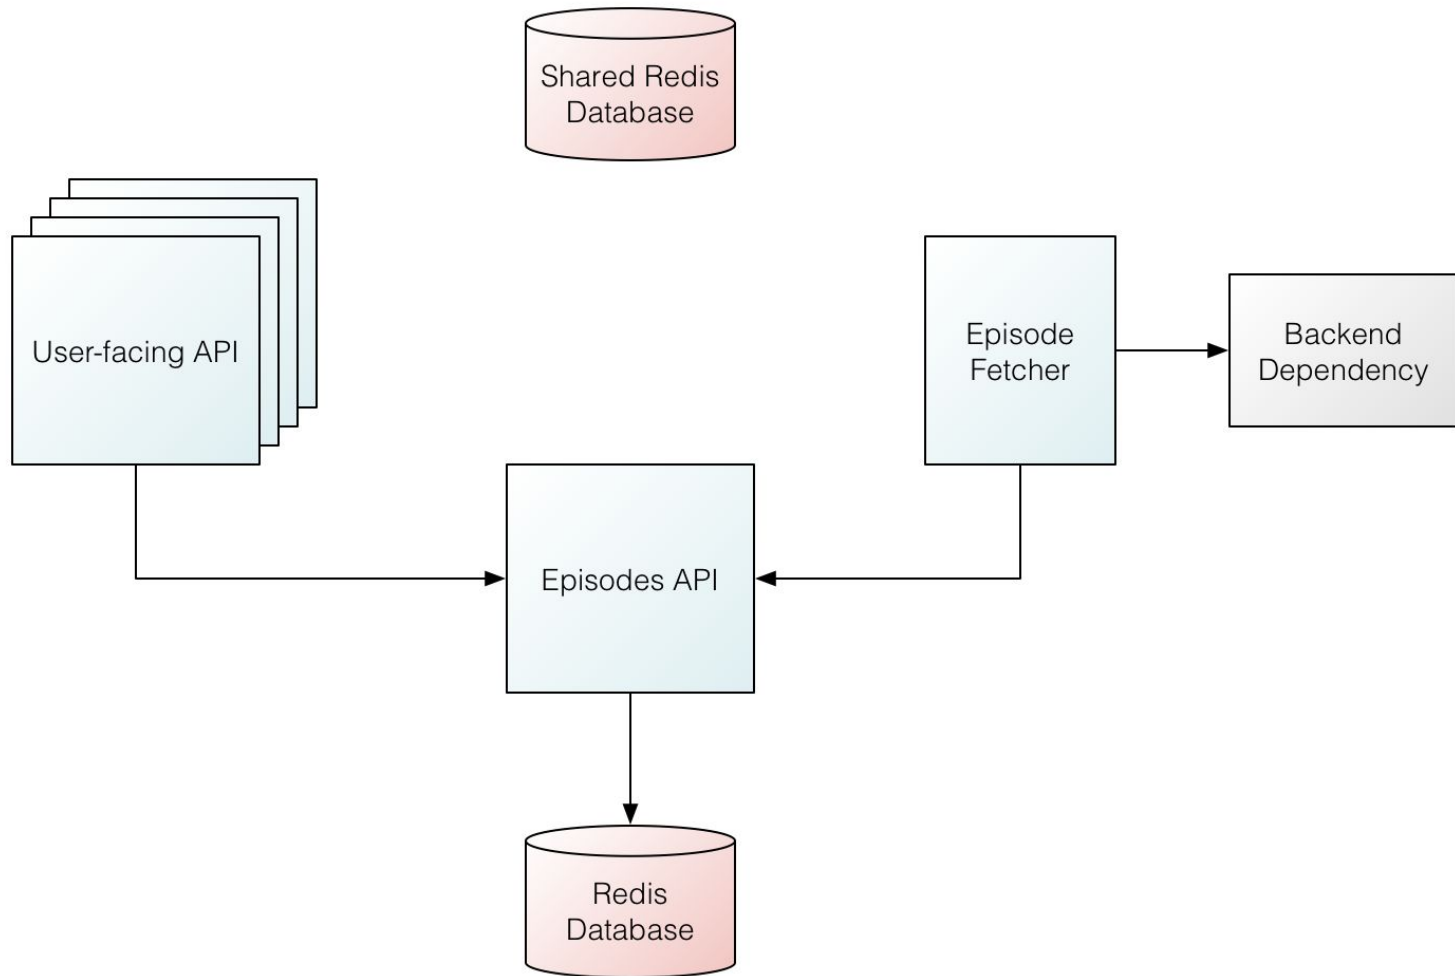 Shared Redis
Database
User-facing API
Episode
Fetcher
Backend
Dependency
Episodes API
Redis
Database